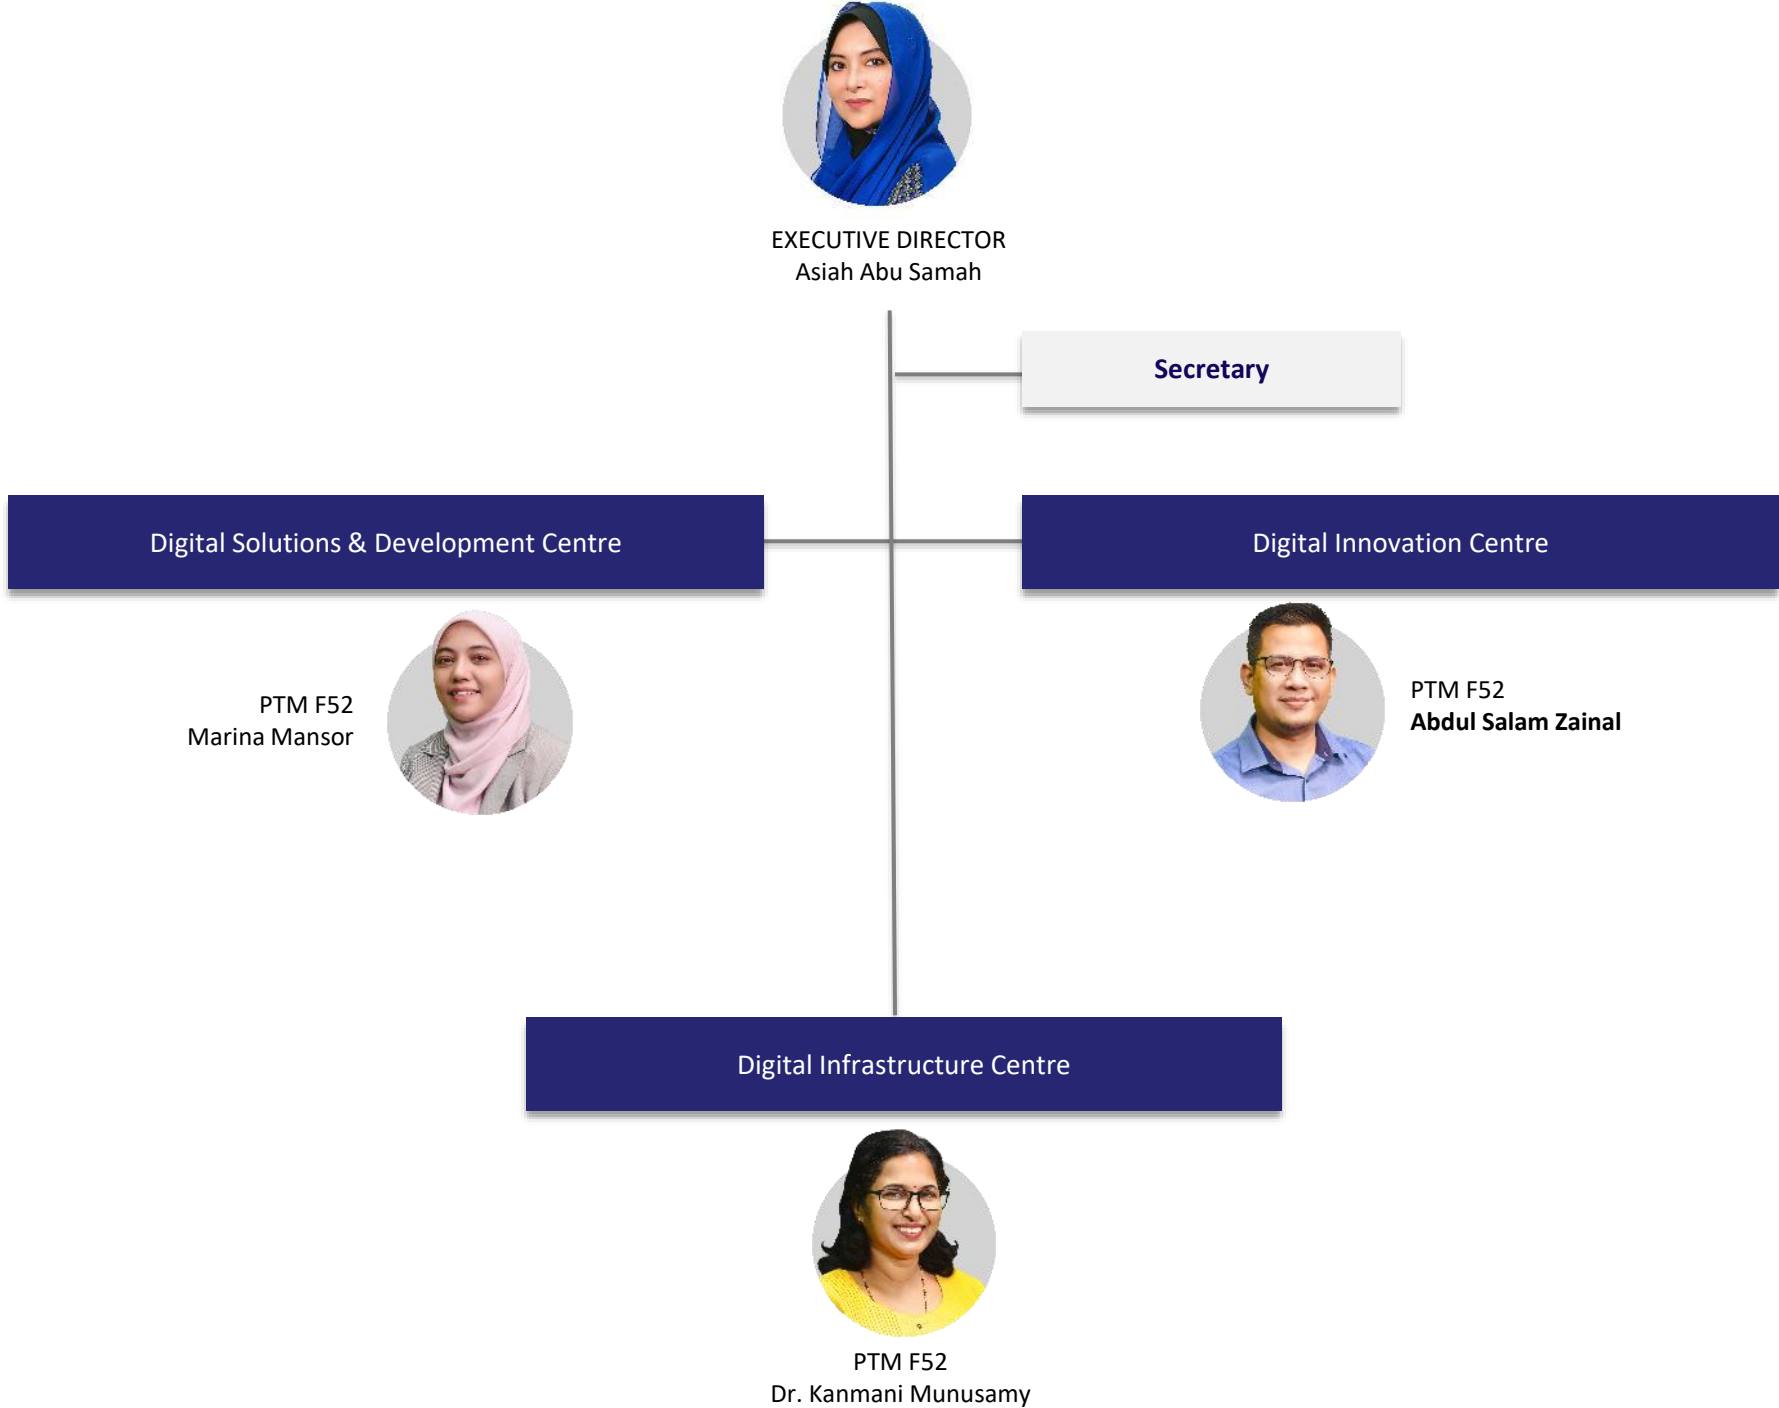 EXECUTIVE DIRECTOR
Asiah Abu Samah
Secretary
Digital Solutions & Development Centre
Digital Innovation Centre
PTM F52
Marina Mansor
PTM F52
Abdul Salam Zainal
Digital Infrastructure Centre
PTM F52
Dr. Kanmani Munusamy